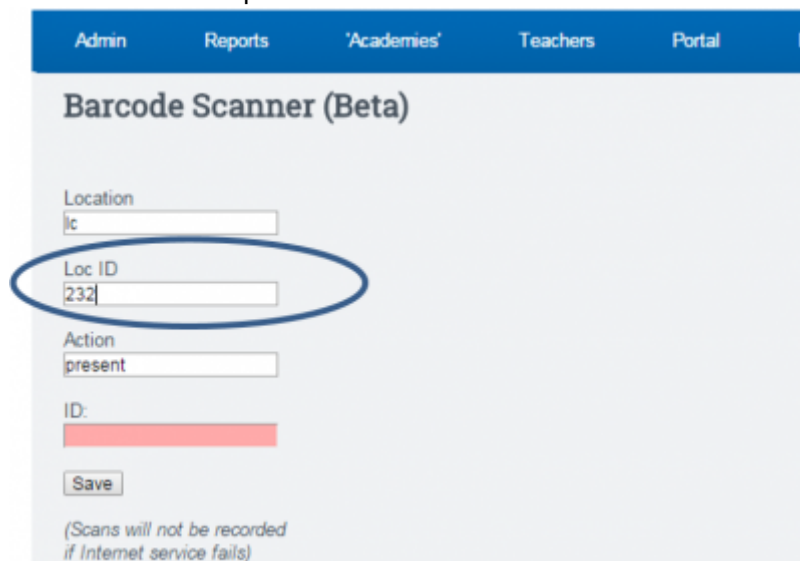 Admin Reports 'Academies' Teachers Portal
Barcode Scanner (Beta)
Location
lc
Loc ID
232
Action
present
ID:
Save
(Scans will not be recorded
if Internet service fails)